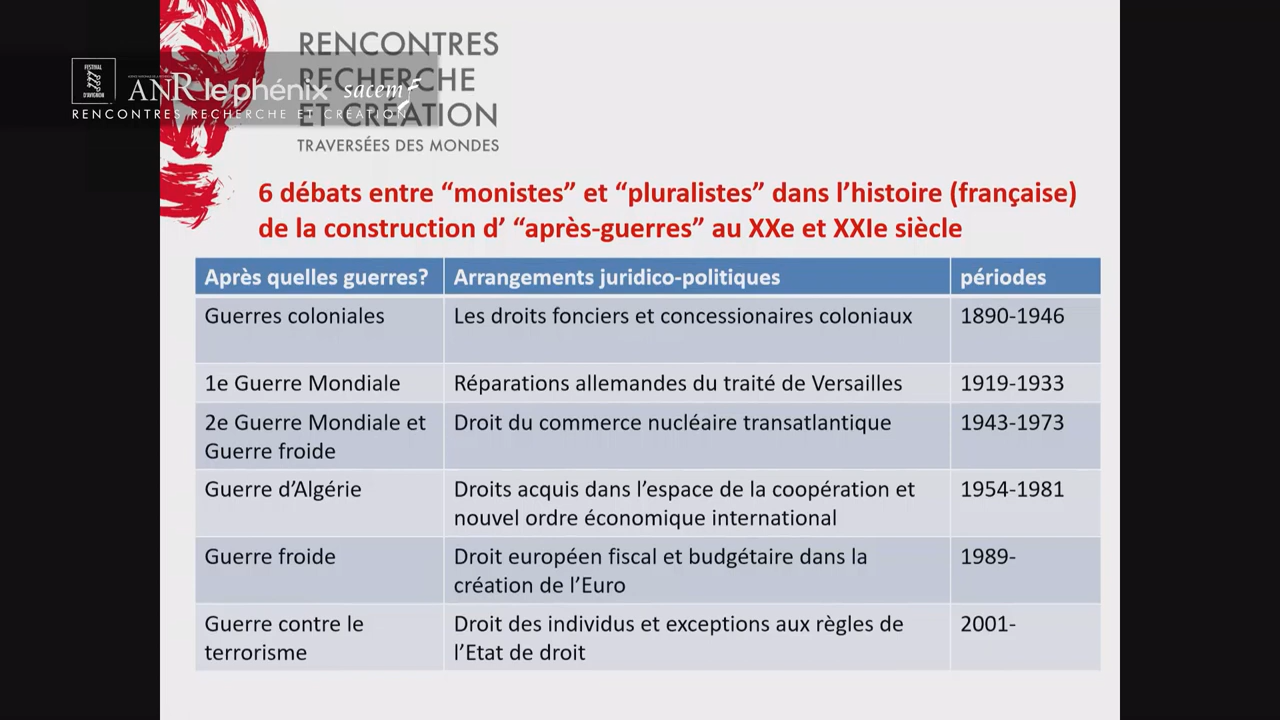 RENCONTRES
RECHERCHE
ET CRÉATION
TRAVERSÉES DES MONDES
FESTIVAL
D'AVIGNON
ANR le phénix sacem
RENCONTRES RECHERCHE ET CRÉATION
6 débats entre “monistes” et “pluralistes” dans l’histoire (française)
de la construction d’ “après-guerres” au XXe et XXIe siècle
Après quelles guerres? Arrangements juridico-politiques périodes
Guerres coloniales Les droits fonciers et concessionaires coloniaux 1890-1946
1e Guerre Mondiale Réparations allemandes du traité de Versailles 1919-1933
2e Guerre Mondiale et Droit du commerce nucléaire transatlantique 1943-1973
Guerre froide
Guerre d’Algérie Droits acquis dans l’espace de la coopération et 1954-1981
nouvel ordre économique international
Guerre froide Droit européen fiscal et budgétaire dans la 1989-
création de l’Euro
Guerre contre le Droit des individus et exceptions aux règles de 2001-
terrorisme l’Etat de droit